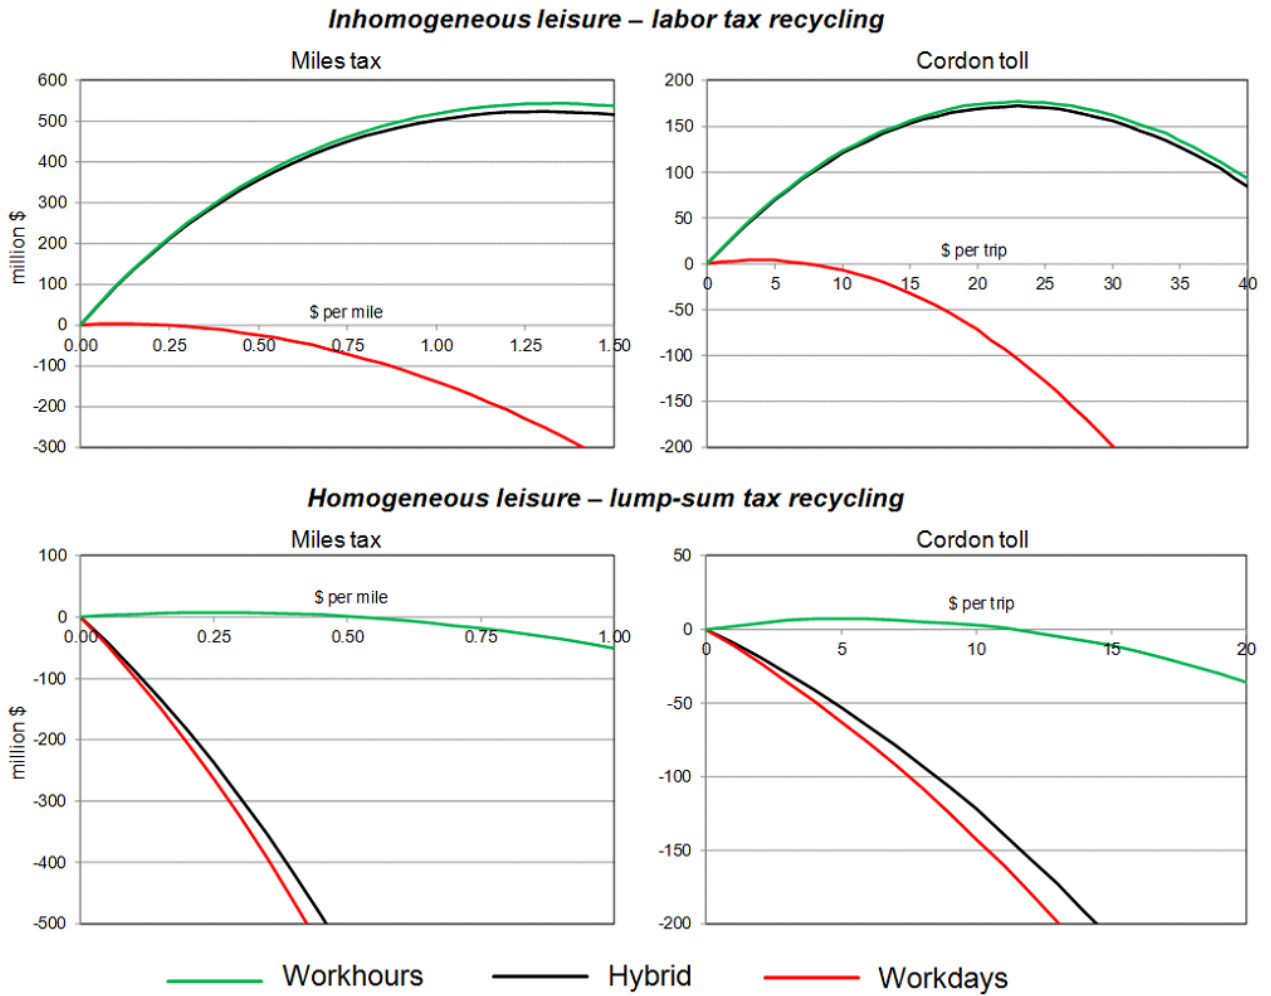 Inhomogeneous leisure – labor tax recycling
Miles tax
Cordon toll
600
500
400
300
200
100
0
-100
-200
-300
million $
$ per mile
0.00 0.25 0.50 0.75 1.00 1.25 1.50
200
150
100
50
0
-50
-100
-150
-200
$ per trip
0 5 10 15 20 25 30 35 40
Homogeneous leisure – lump-sum tax recycling
Miles tax
Cordon toll
100
0
-100
-200
-300
-400
-500
million $
$ per mile
0.00 0.25 0.50 0.75 1.00
50
0
-50
-100
-150
-200
$ per trip
0 5 10 15 20
Workhours Hybrid Workdays